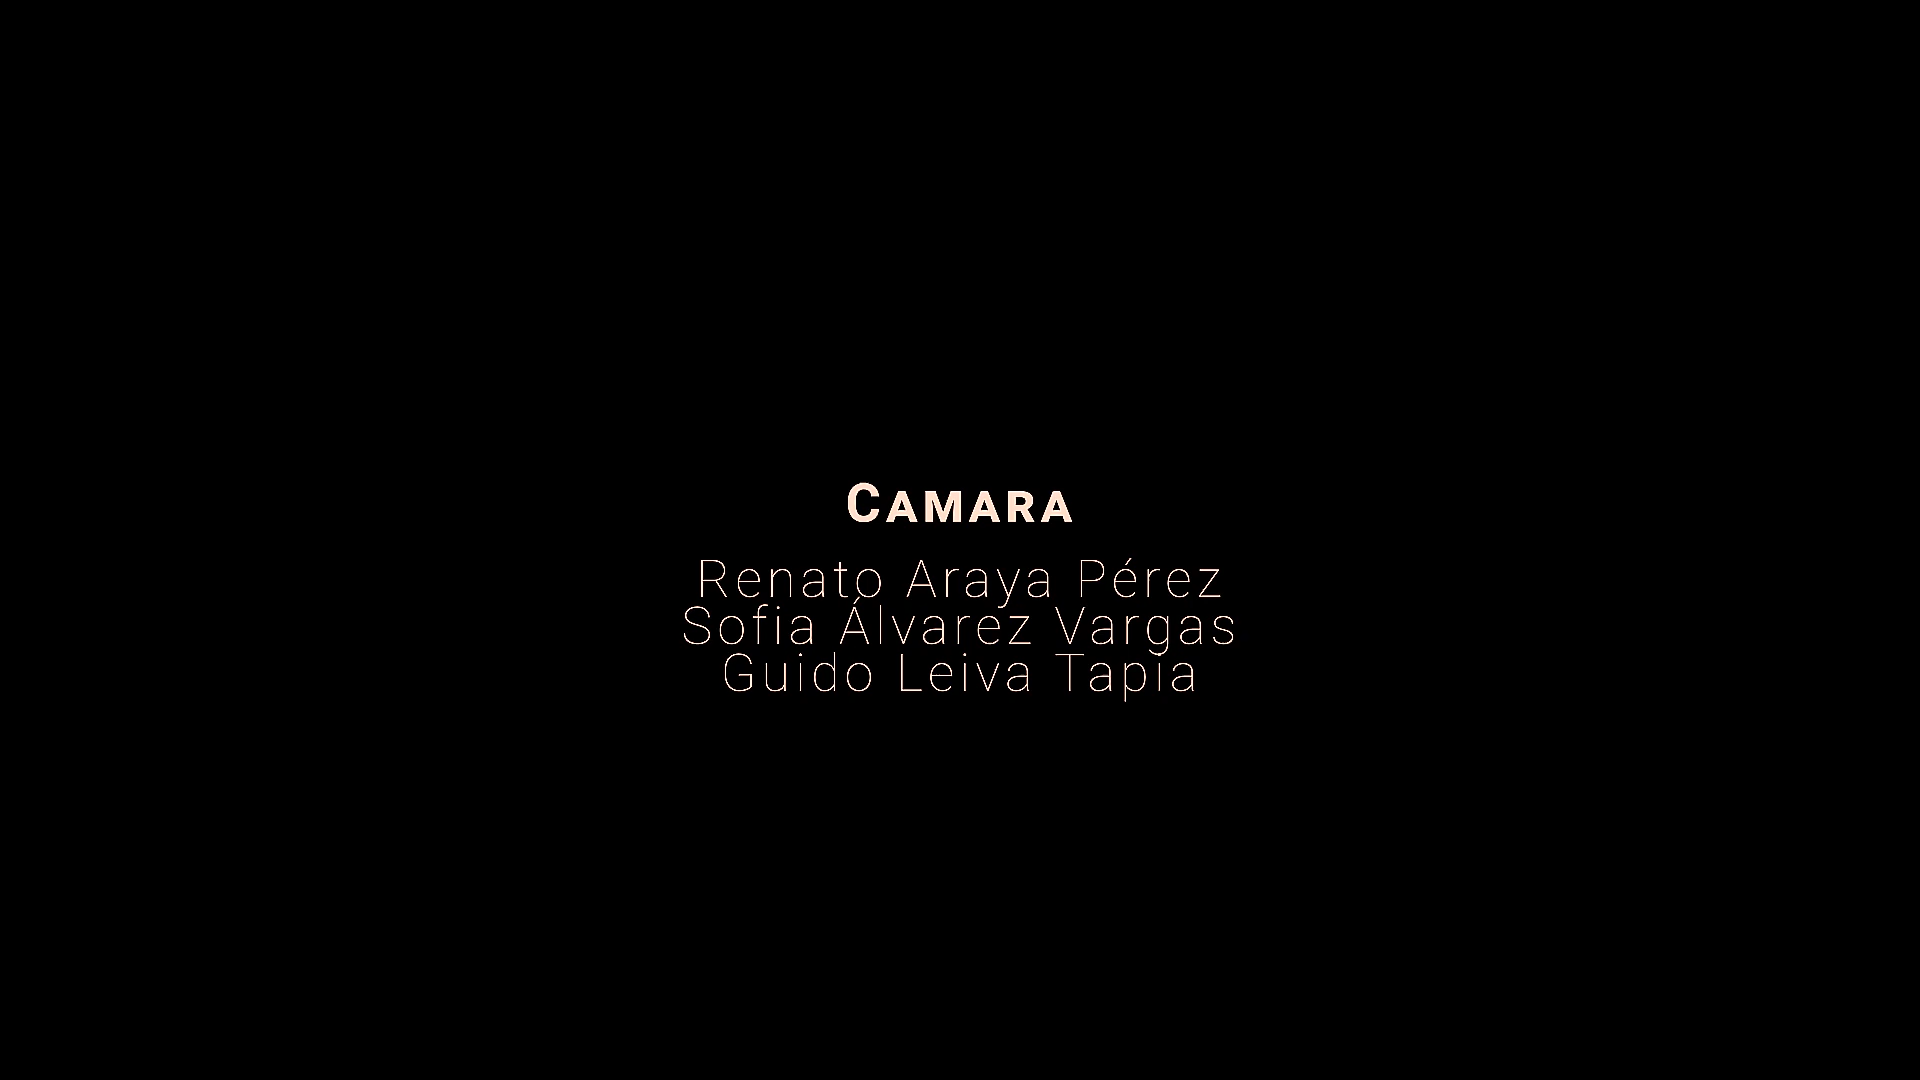 CAMARA
Renato Araya Pérez
Sofia Álvarez Vargas
Guido Leiva Tapia